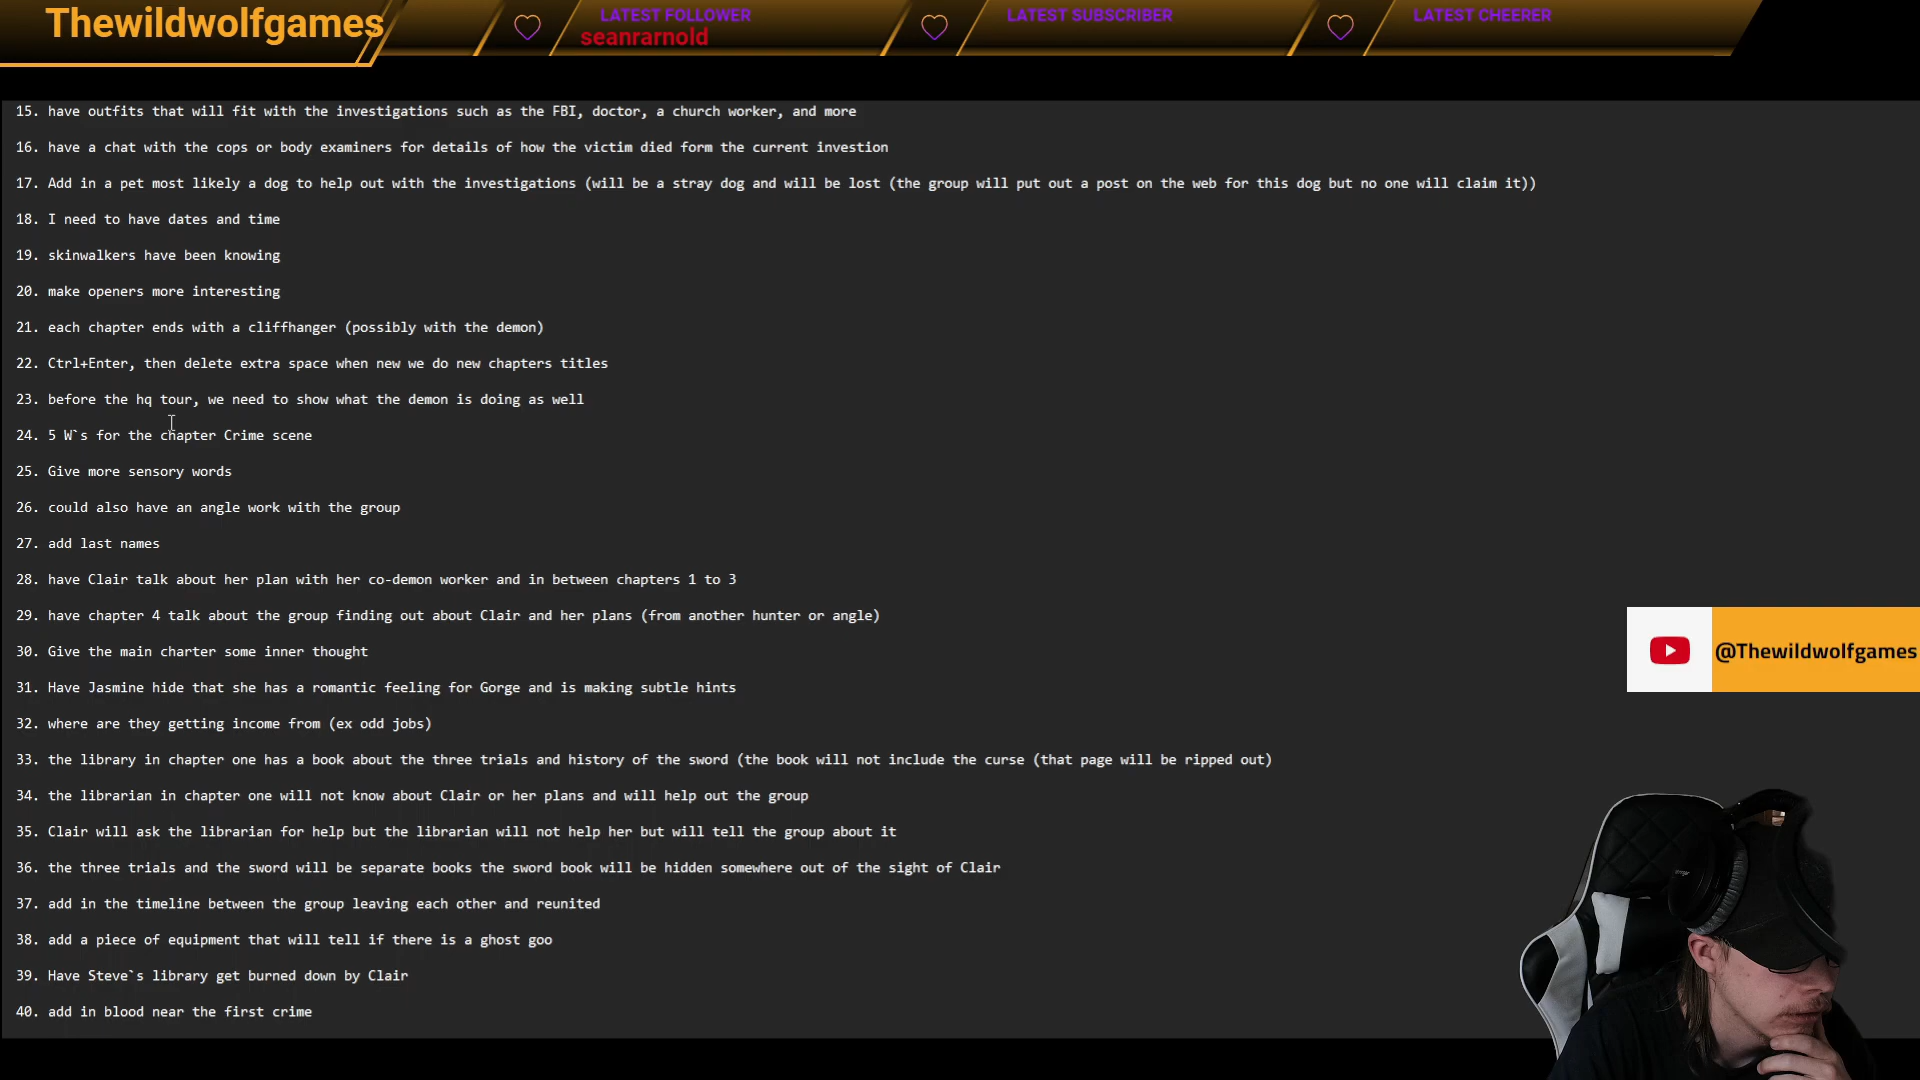 Thewildwolfgames
LATEST FOLLOWER
seanrarnold
LATEST SUBSCRIBER
LATEST CHEERER
15. have outfits that will fit with the investigations such as the FBI, doctor, a church worker, and more
16. have a chat with the cops or body examiners for details of how the victim died form the current investion
17. Add in a pet most likely a dog to help out with the investigations (will be a stray dog and will be lost (the group will put out a post on the web for this dog but no one will claim it))
18. I need to have dates and time
19. skinwalkers have been knowing
20. make openers more interesting
21. each chapter ends with a cliffhanger (possibly with the demon)
22. Ctrl+Enter, then delete extra space when new we do new chapters titles
23. before the hq tour, we need to show what the demon is doing as well
24. 5 W`s for the chapter Crime scene
25. Give more sensory words
26. could also have an angle work with the group
27. add last names
28. have Clair talk about her plan with her co-demon worker and in between chapters 1 to 3
29. have chapter 4 talk about the group finding out about Clair and her plans (from another hunter or angle)
30. Give the main charter some inner thought
31. Have Jasmine hide that she has a romantic feeling for Gorge and is making subtle hints
32. where are they getting income from (ex odd jobs)
33. the library in chapter one has a book about the three trials and history of the sword (the book will not include the curse (that page will be ripped out)
34. the librarian in chapter one will not know about Clair or her plans and will help out the group
35. Clair will ask the librarian for help but the librarian will not help her but will tell the group about it
36. the three trials and the sword will be separate books the sword book will be hidden somewhere out of the sight of Clair
37. add in the timeline between the group leaving each other and reunited
38. add a piece of equipment that will tell if there is a ghost goo
39. Have Steve`s library get burned down by Clair
40. add in blood near the first crime
@Thewildwolfgames